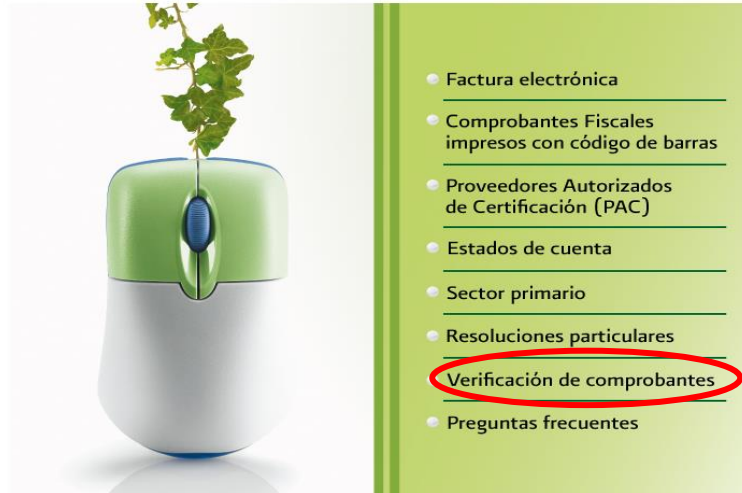 Factura electrónica
Comprobantes Fiscales
impresos con código de barras
Proveedores Autorizados
de Certificación (PAC)
Estados de cuenta
Sector primario
Resoluciones particulares
Verificación de comprobantes
Preguntas frecuentes